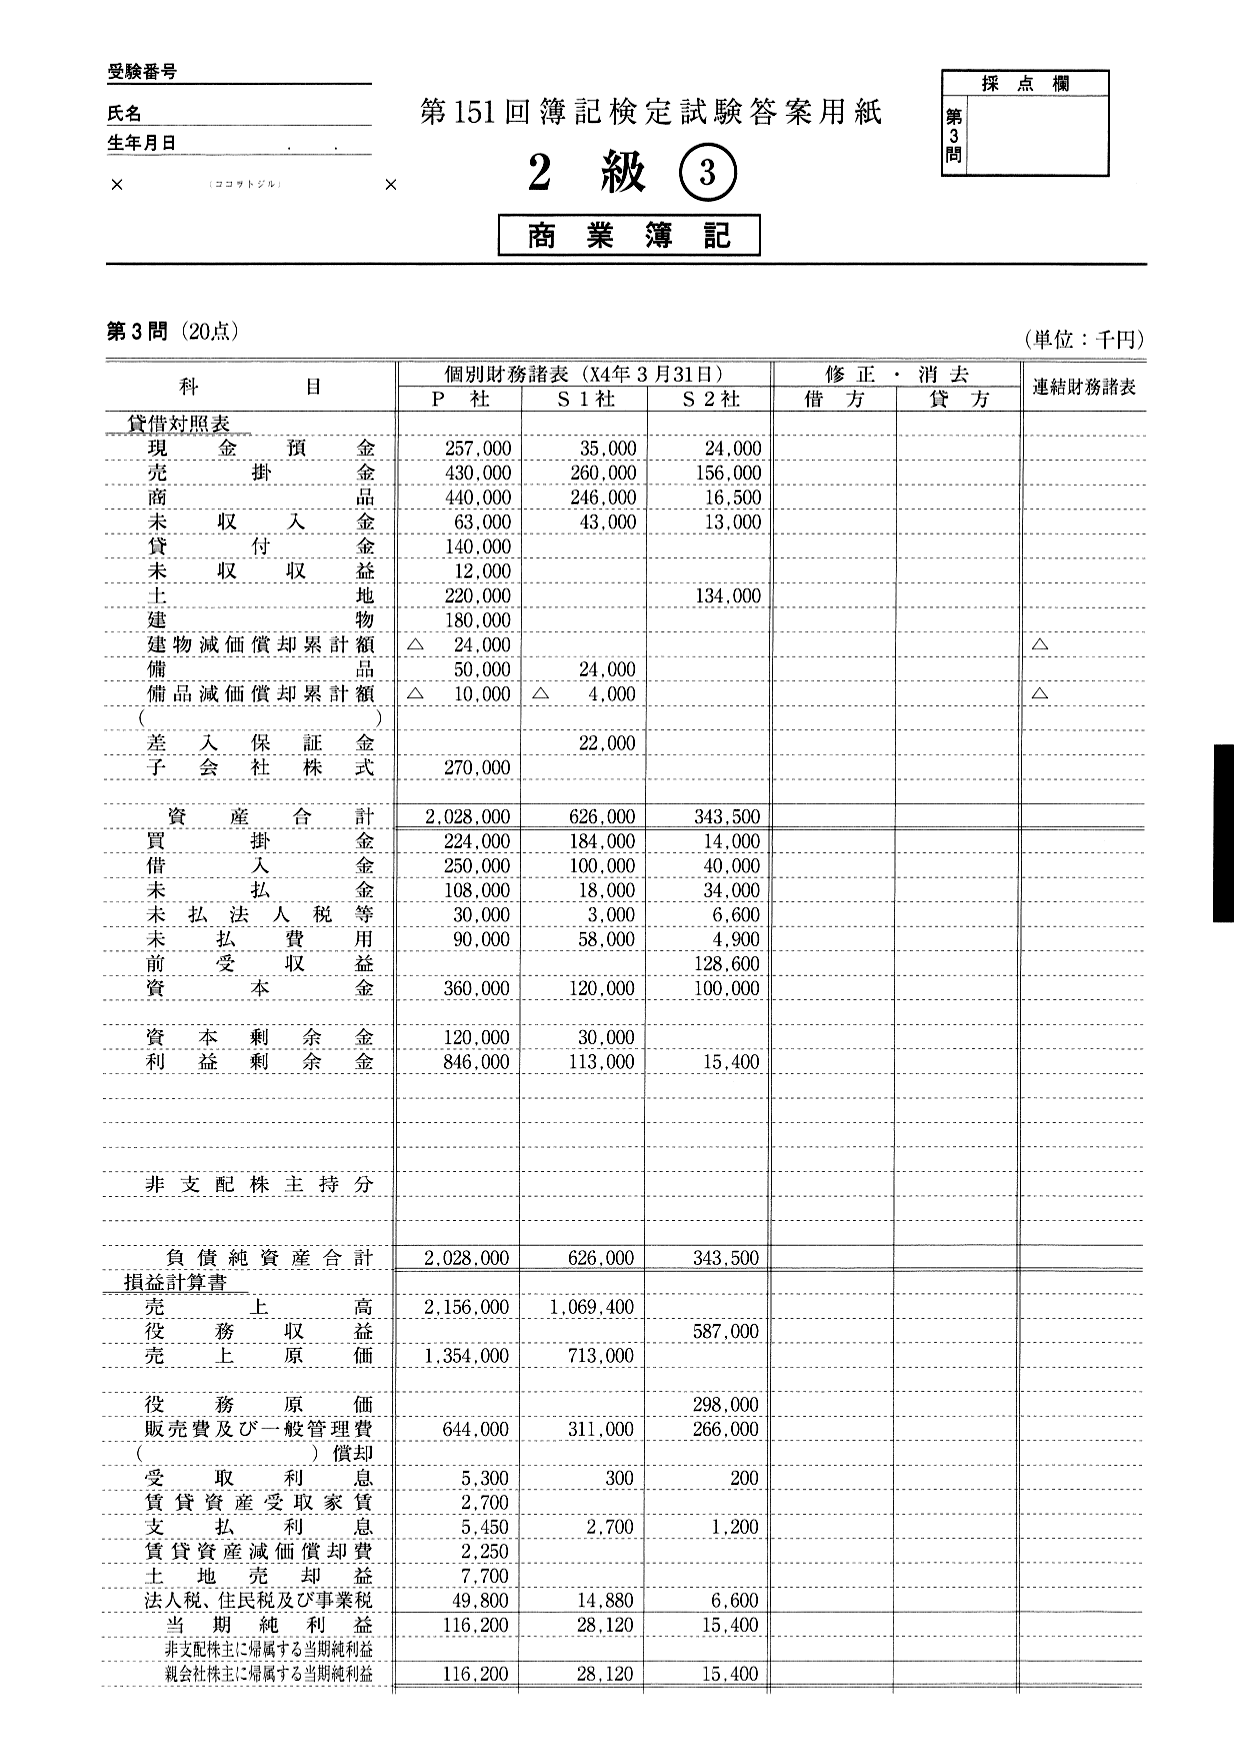 受験番号
氏名
生年月日 . .
× (ココヲトジル) ×
第151回簿記検定試験答案用紙
2 級 ③
商業簿記
採点欄
第3問
第3問(20点)
(単位:千円)
科目 個別財務諸表(X4年3月31日) 修正・消去 連結財務諸表
P社 S1社 S2社 借方 貸方
貸借対照表
現金預金 257,000 35,000 24,000
売掛金 430,000 260,000 156,000
商品 440,000 246,000 16,500
未収入金 63,000 43,000 13,000
貸付金 140,000
未収収益 12,000
土地 220,000 134,000
建物 180,000
建物減価償却累計額 △ 24,000 △
備品 50,000 24,000
備品減価償却累計額 △ 10,000 △ 4,000 △
( )
差入保証金 22,000
子会社株式 270,000
資産合計 2,028,000 626,000 343,500
買掛金 224,000 184,000 14,000
借入金 250,000 100,000 40,000
未払金 108,000 18,000 34,000
未払法人税等 30,000 3,000 6,600
未払費用 90,000 58,000 4,900
前受収益 128,600
資本金 360,000 120,000 100,000
資本剰余金 120,000 30,000
利益剰余金 846,000 113,000 15,400
非支配株主持分
負債純資産合計 2,028,000 626,000 343,500
損益計算書
売上高 2,156,000 1,069,400
役務収益 587,000
売上原価 1,354,000 713,000
役務原価 298,000
販売費及び一般管理費 644,000 311,000 266,000
( )償却
受取利息 5,300 300 200
賃貸資産受取家賃 2,700
支払利息 5,450 2,700 1,200
賃貸資産減価償却費 2,250
土地売却益 7,700
法人税、住民税及び事業税 49,800 14,880 6,600
当期純利益 116,200 28,120 15,400
非支配株主に帰属する当期純利益
親会社株主に帰属する当期純利益 116,200 28,120 15,400